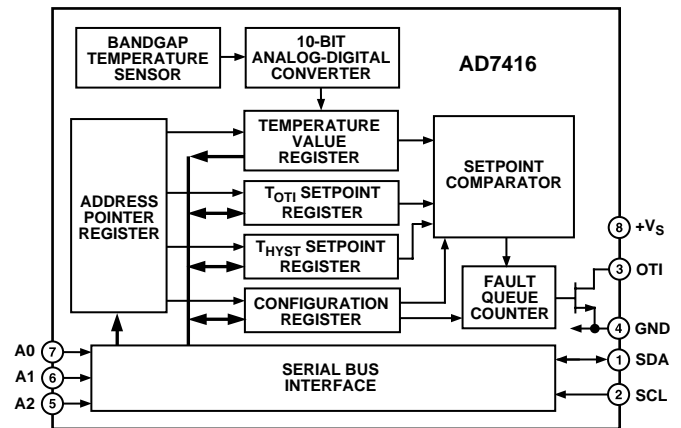 BANDGAP
TEMPERATURE
SENSOR
10-BIT
ANALOG-DIGITAL
CONVERTER
AD7416
ADDRESS
POINTER
REGISTER
TEMPERATURE
VALUE
REGISTER
SETPOINT
COMPARATOR
TOTI SETPOINT
REGISTER
THYST SETPOINT
REGISTER
CONFIGURATION
REGISTER
FAULT
QUEUE
COUNTER
8 +VS
3 OTI
4 GND
1 SDA
2 SCL
A0 7
A1 6
A2 5
SERIAL BUS
INTERFACE